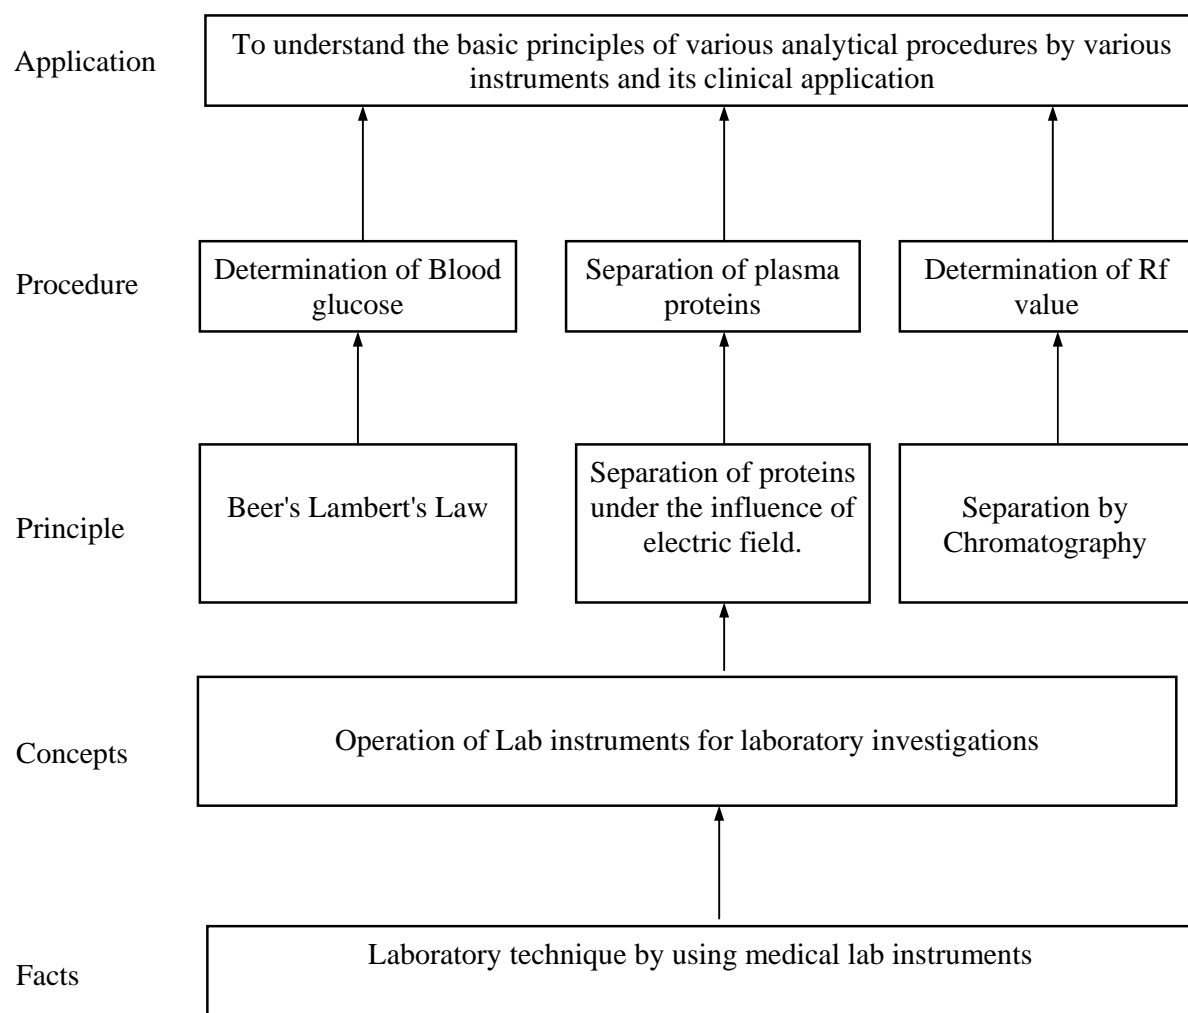 Application
To understand the basic principles of various analytical procedures by various
instruments and its clinical application
Procedure
Determination of Blood
glucose
Separation of plasma
proteins
Determination of Rf
value
Principle
Beer's Lambert's Law
Separation of proteins
under the influence of
electric field.
Separation by
Chromatography
Concepts
Operation of Lab instruments for laboratory investigations
Facts
Laboratory technique by using medical lab instruments